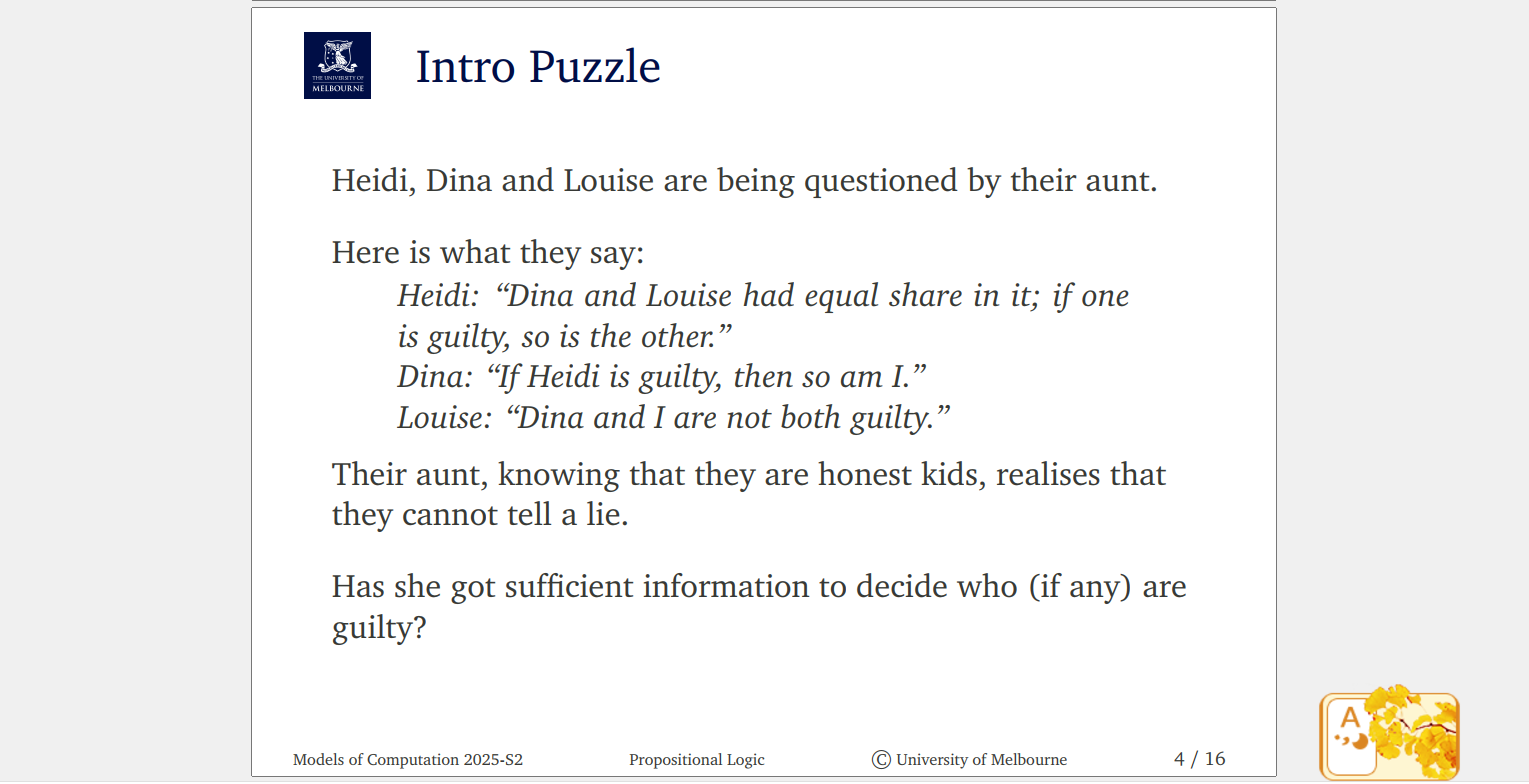 THE UNIVERSITY OF
MELBOURNE
Intro Puzzle
Heidi, Dina and Louise are being questioned by their aunt.
Here is what they say:
Heidi: “Dina and Louise had equal share in it; if one
is guilty, so is the other.”
Dina: “If Heidi is guilty, then so am I.”
Louise: “Dina and I are not both guilty.”
Their aunt, knowing that they are honest kids, realises that
they cannot tell a lie.
Has she got sufficient information to decide who (if any) are
guilty?
Models of Computation 2025-S2 Propositional Logic © University of Melbourne 4 / 16
A